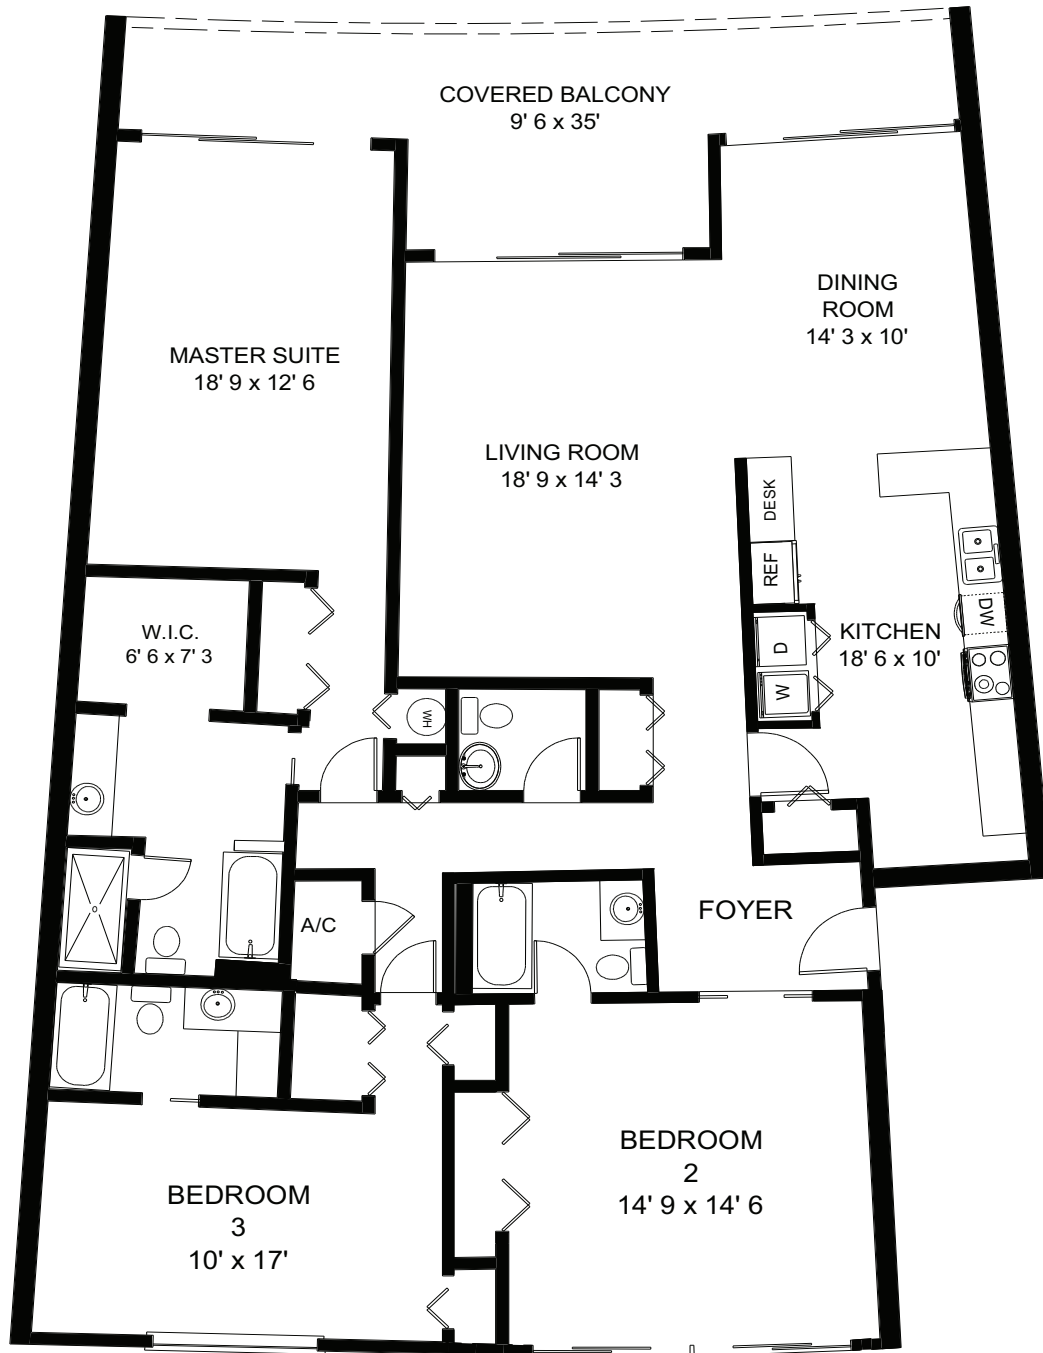 COVERED BALCONY
9' 6 x 35'
DINING
ROOM
14' 3 x 10'
MASTER SUITE
18' 9 x 12' 6
LIVING ROOM
18' 9 x 14' 3
DESK
REF
DW
D
W
KITCHEN
18' 6 x 10'
W.I.C.
6' 6 x 7' 3
WH
A/C
FOYER
BEDROOM
2
14' 9 x 14' 6
BEDROOM
3
10' x 17'